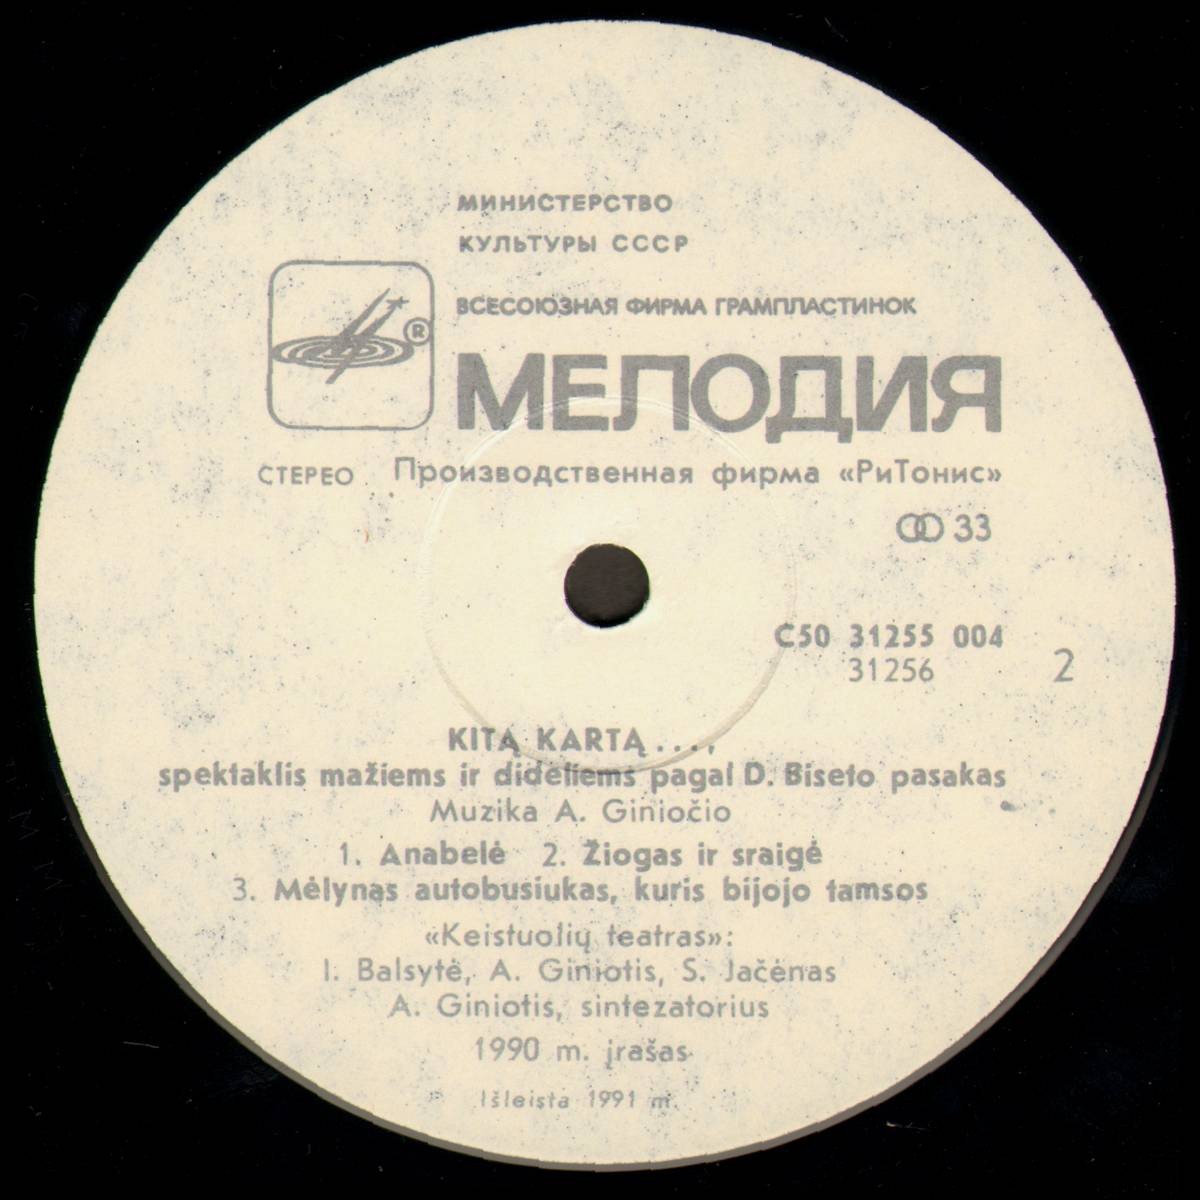 МИНИСТЕРСТВО
КУЛЬТУРЫ СССР
ВСЕСОЮЗНАЯ ФИРМА ГРАМПЛАСТИНОК
®
МЕЛОДИЯ
СТЕРЕО Производственная фирма «РиТонис»
33
С50 31255 004
31256
2
KITĄ KARTĄ....,
spektaklis mažiems ir dideliems pagal D. Biseto pasakas
Muzika A. Giniočio
1. Anabelė 2. Žiogas ir sraigė
3. Mėlynas autobusiukas, kuris bijojo tamsos
«Keistuolių teatras»:
I. Balsytė, A. Giniotis, S. Jačėnas
A. Giniotis, sintezatorius
1990 m. įrašas
Išleista 1991 m.